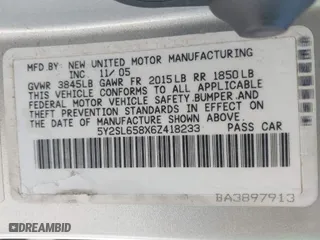 MFD. BY: NEW UNITED MOTOR MANUFACTURING
INC 11/05
GVWR 3845LB GAWR FR 2015LB RR 1850LB
THIS VEHICLE CONFORMS TO ALL APPLICABLE
FEDERAL MOTOR VEHICLE SAFETY, BUMPER AND
THEFT PREVENTION STANDARDS IN EFFECT ON
THE DATE OF MANUFACTURE SHOWN ABOVE.
5Y2SL658X6Z418233 PASS CAR
BA3897913